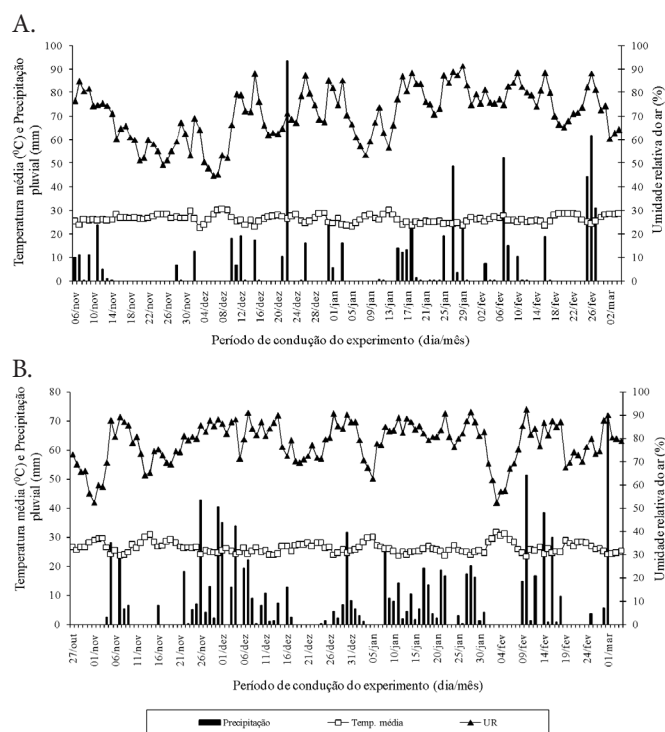 A.
Temperatura média (⁰C) e Precipitação
pluvial (mm)
100
90
80
70
60
50
40
30
20
10
0
100
90
80
70
60
50
40
30
20
10
0
Umidade relativa do ar (%)
06/nov
10/nov
14/nov
18/nov
22/nov
26/nov
30/nov
04/dez
08/dez
12/dez
16/dez
20/dez
24/dez
28/dez
01/jan
05/jan
09/jan
13/jan
17/jan
21/jan
25/jan
29/jan
02/fev
06/fev
10/fev
14/fev
18/fev
22/fev
26/fev
02/mar
Período de condução do experimento (dia/mês)
B.
Temperatura média (⁰C) e Precipitação
pluvial (mm)
80
70
60
50
40
30
20
10
0
100
90
80
70
60
50
40
30
20
10
0
Umidade relativa do ar (%)
27/out
01/nov
06/nov
11/nov
16/nov
21/nov
26/nov
01/dez
06/dez
11/dez
16/dez
21/dez
26/dez
31/dez
05/jan
10/jan
15/jan
20/jan
25/jan
30/jan
04/fev
09/fev
14/fev
19/fev
24/fev
01/mar
Período de condução do experimento (dia/mês)
Precipitação Temp. média UR